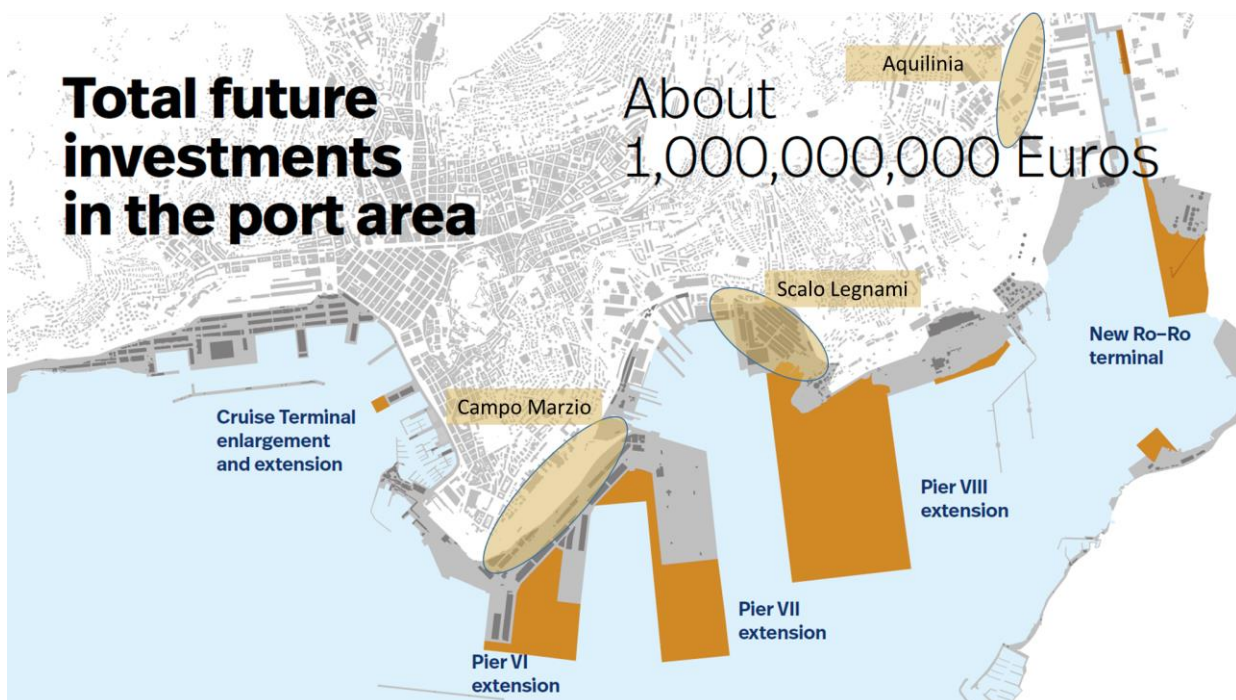 Total future
investments
in the port area
About
1,000,000,000 Euros
Aquilinia
Scalo Legnami
New Ro–Ro
terminal
Campo Marzio
Cruise Terminal
enlargement
and extension
Pier VIII
extension
Pier VII
extension
Pier VI
extension